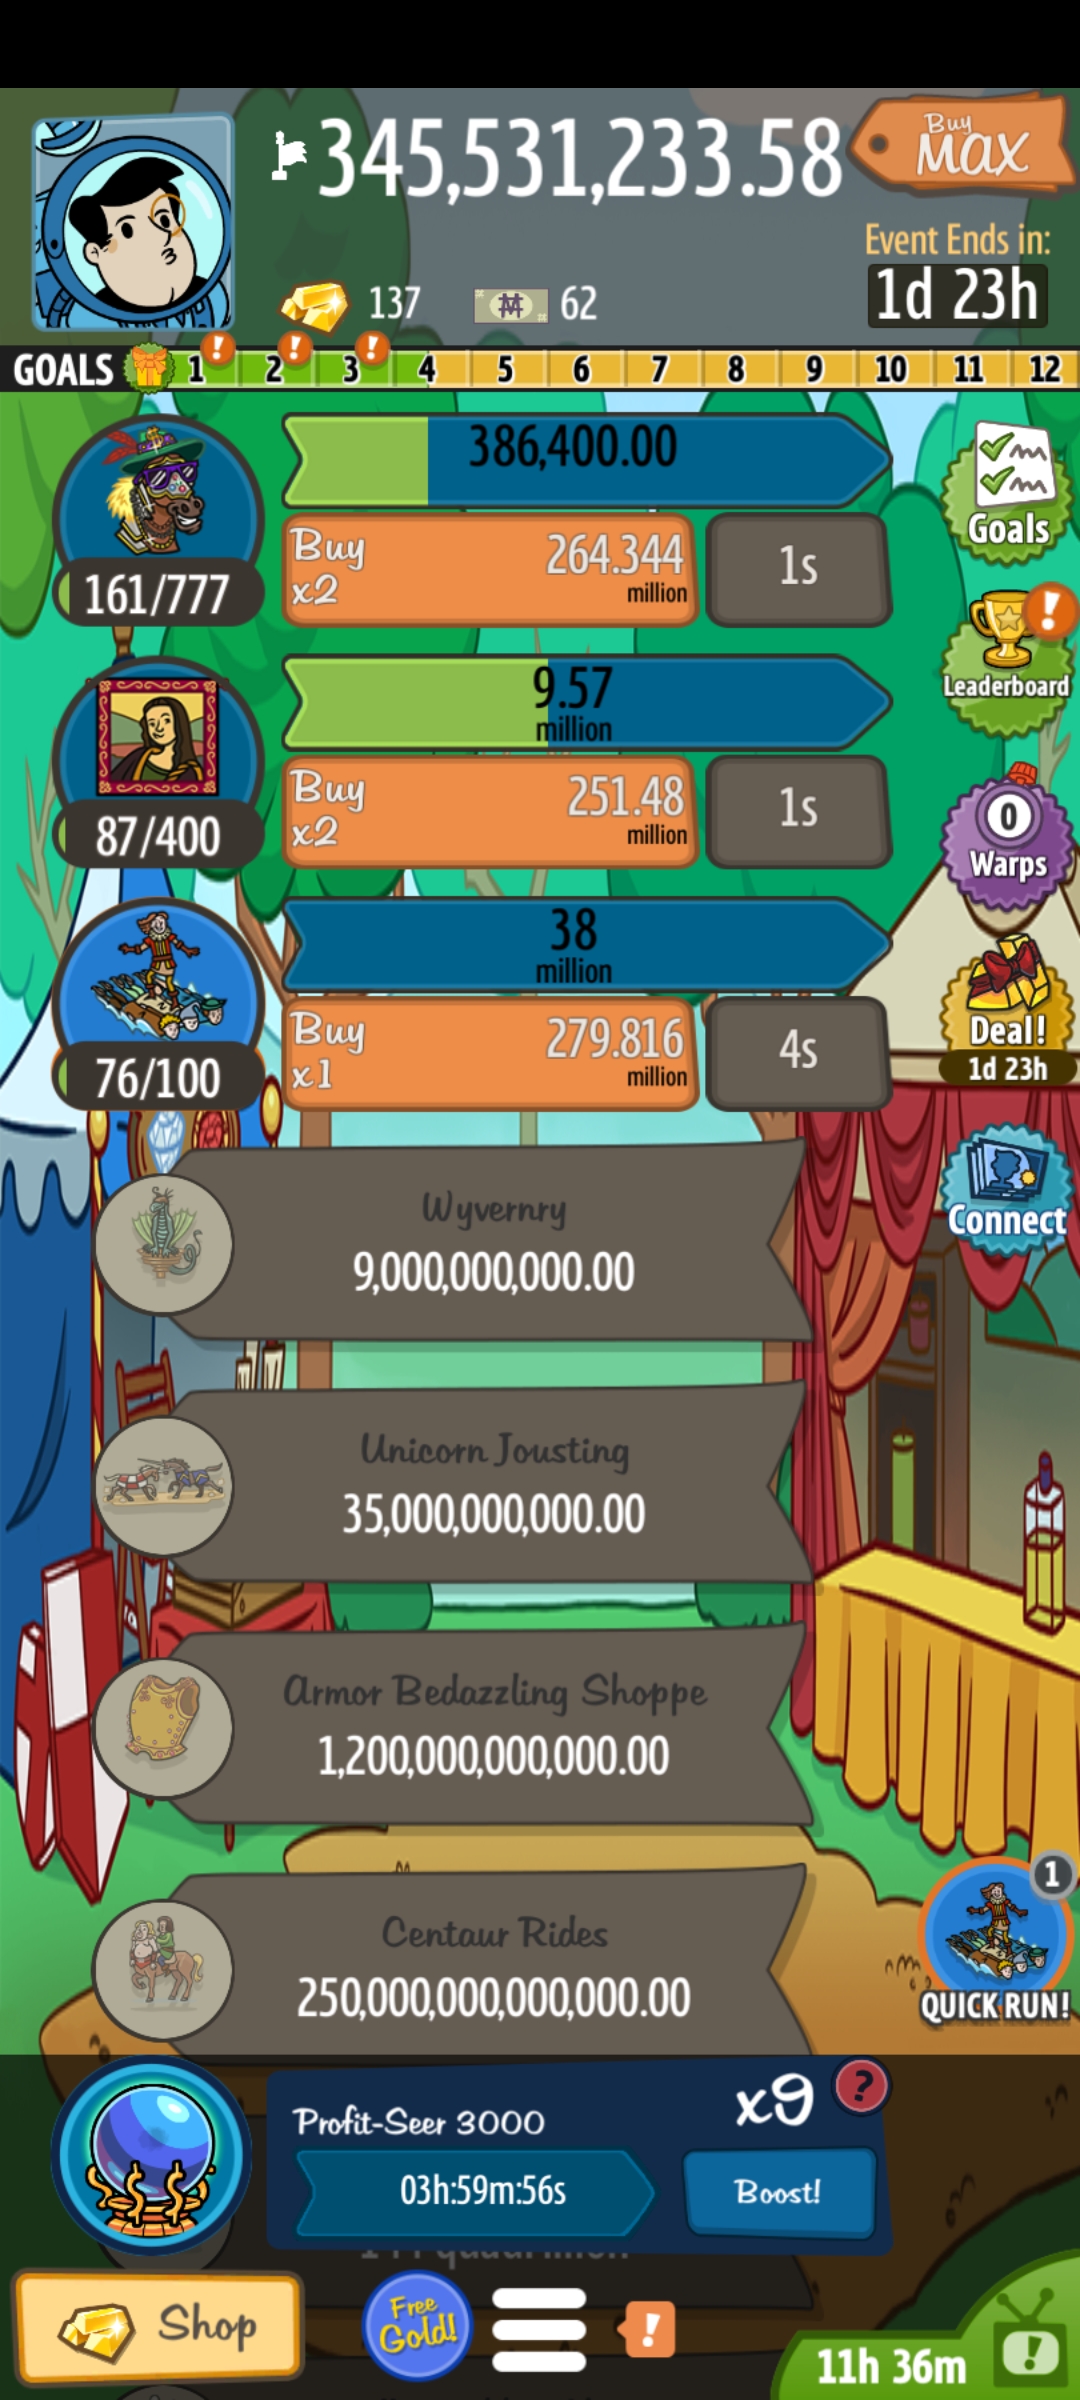 345,531,233.58
Buy
MAX
Event Ends in:
1d 23h
137
62
GOALS 1 ! 2 ! 3 ! 4 5 6 7 8 9 10 11 12
386,400.00
Buy
x2
264.344
million
1s
161/777
Goals
9.57
million
Buy
x2
251.48
million
1s
87/400
!
Leaderboard
0
Warps
38
million
Buy
x1
279.816
million
4s
76/100
Deal!
1d 23h
Connect
Wyvernry
9,000,000,000.00
Unicorn Jousting
35,000,000,000.00
Armor Bedazzling Shoppe
1,200,000,000,000.00
Centaur Rides
250,000,000,000,000.00
1
QUICK RUN!
Profit-Seer 3000
x9
?
03h:59m:56s
Boost!
Shop
Free
Gold!
!
11h 36m
!